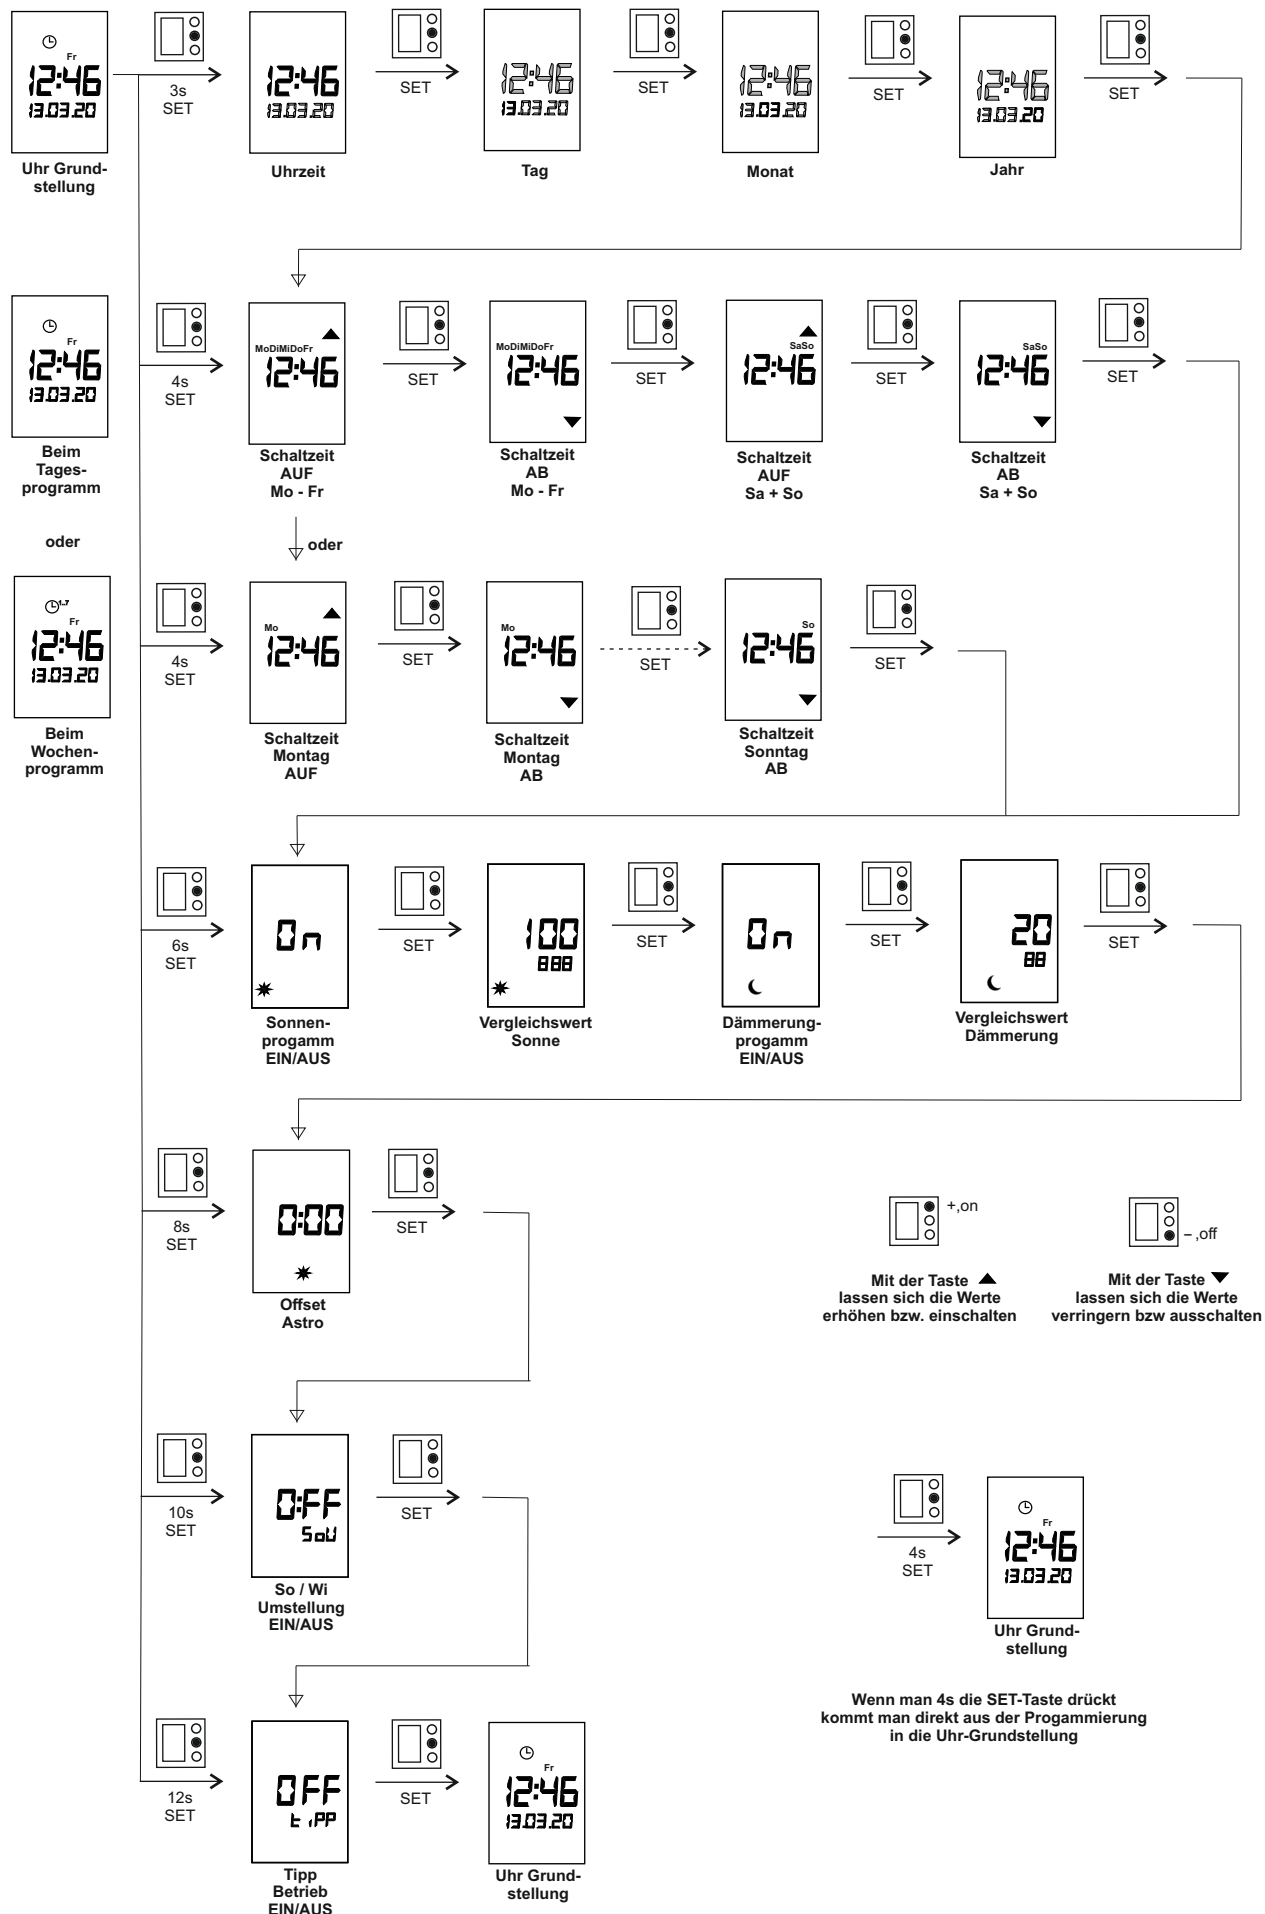 Fr
12:46
13.03.20
Uhr Grund-
stellung
3s
SET
12:46
13.03.20
Uhrzeit
SET
12:46
13.03.20
Tag
SET
12:46
13.03.20
Monat
SET
12:46
13.03.20
Jahr
SET
Fr
12:46
13.03.20
Beim
Tages-
programm
4s
SET
MoDiMiDoFr
12:46
Schaltzeit
AUF
Mo - Fr
SET
MoDiMiDoFr
12:46
Schaltzeit
AB
Mo - Fr
SET
SaSo
12:46
Schaltzeit
AUF
Sa + So
SET
SaSo
12:46
Schaltzeit
AB
Sa + So
SET
oder
oder
1..7
Fr
12:46
13.03.20
Beim
Wochen-
programm
4s
SET
Mo
12:46
Schaltzeit
Montag
AUF
SET
Mo
12:46
Schaltzeit
Montag
AB
SET
So
12:46
Schaltzeit
Sonntag
AB
SET
6s
SET
On
Sonnen-
progamm
EIN/AUS
SET
100
888
Vergleichswert
Sonne
SET
On
Dämmerung-
progamm
EIN/AUS
SET
20
88
Vergleichswert
Dämmerung
SET
8s
SET
0:00
Offset
Astro
SET
+,on
Mit der Taste ▲
lassen sich die Werte
erhöhen bzw. einschalten
–,off
Mit der Taste ▼
lassen sich die Werte
verringern bzw ausschalten
10s
SET
0:FF
SoU
So / Wi
Umstellung
EIN/AUS
SET
4s
SET
Fr
12:46
13.03.20
Uhr Grund-
stellung
Wenn man 4s die SET-Taste drückt
kommt man direkt aus der Progammierung
in die Uhr-Grundstellung
12s
SET
OFF
tiPP
Tipp
Betrieb
EIN/AUS
SET
Fr
12:46
13.03.20
Uhr Grund-
stellung